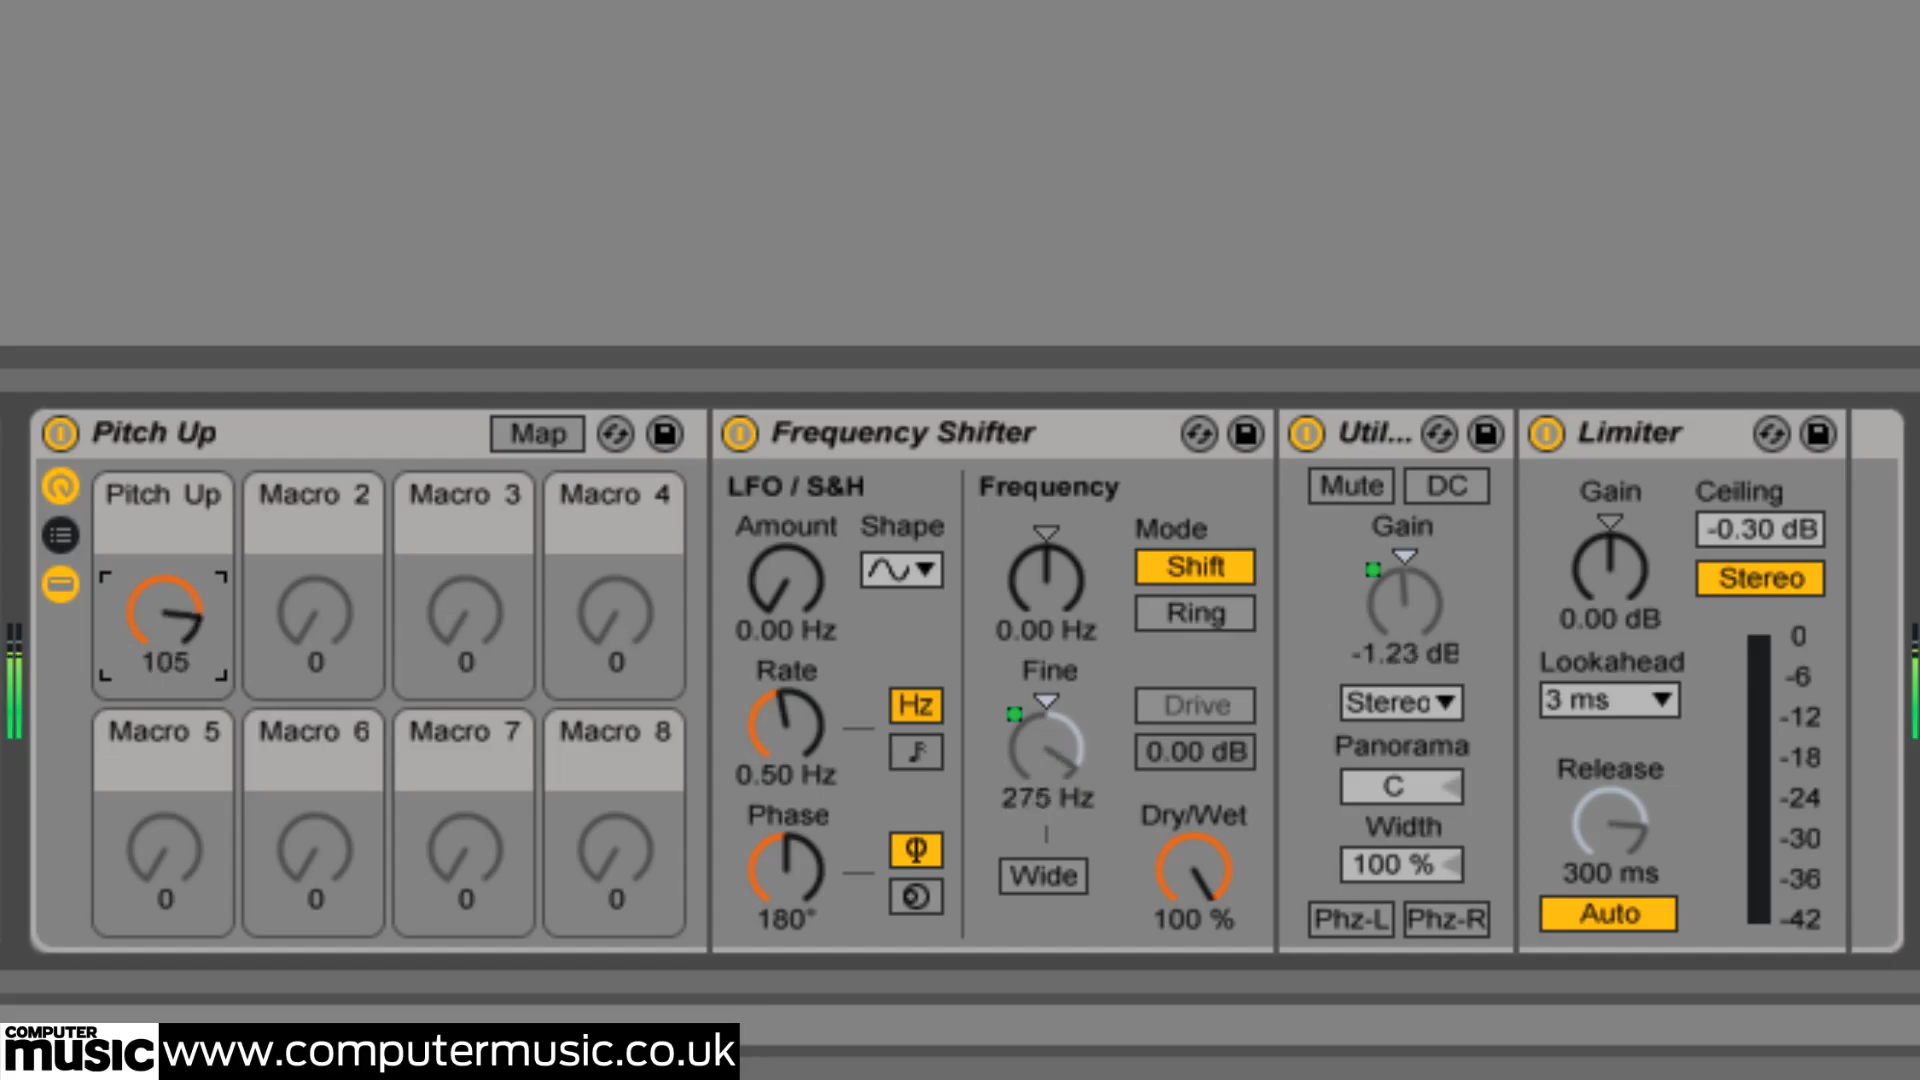 Pitch Up
Map
Pitch Up
Macro 2
Macro 3
Macro 4
105
0
0
0
Macro 5
Macro 6
Macro 7
Macro 8
0
0
0
0
Frequency Shifter
LFO / S&H
Amount
Shape
0.00 Hz
Rate
Hz
0.50 Hz
Phase
Φ
180°
Frequency
0.00 Hz
Fine
275 Hz
Wide
Mode
Shift
Ring
Drive
0.00 dB
Dry/Wet
100 %
Util...
Mute
DC
Gain
-1.23 dB
Stereo
Panorama
C
Width
100 %
Phz-L
Phz-R
Limiter
Gain
0.00 dB
Lookahead
3 ms
Release
300 ms
Auto
Ceiling
-0.30 dB
Stereo
0
-6
-12
-18
-24
-30
-36
-42
COMPUTER
music
www.computermusic.co.uk